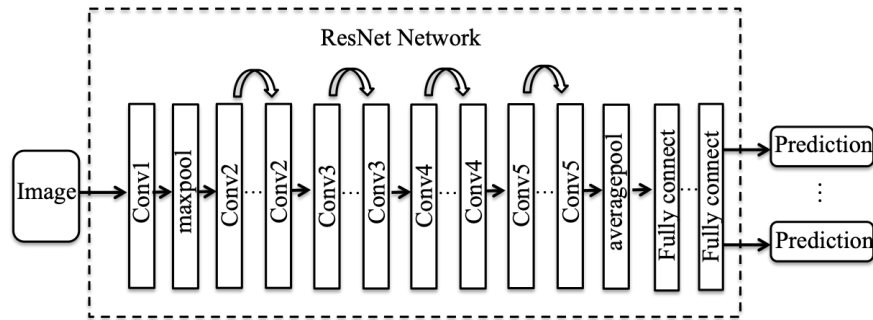 ResNet Network
Image
Conv1
maxpool
Conv2
...
Conv2
Conv3
...
Conv3
Conv4
...
Conv4
Conv5
...
Conv5
averagepool
Fully connect
...
Fully connect
Prediction
⋮
Prediction